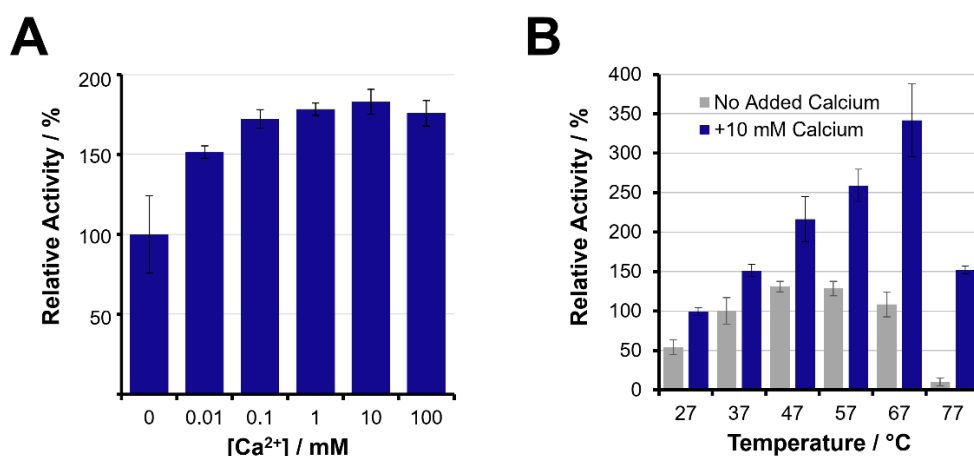 A
Relative Activity / %
200
150
100
50
0 0.01 0.1 1 10 100
[Ca²⁺] / mM
B
Relative Activity / %
400
350
300
250
200
150
100
50
0
No Added Calcium
+10 mM Calcium
27 37 47 57 67 77
Temperature / °C